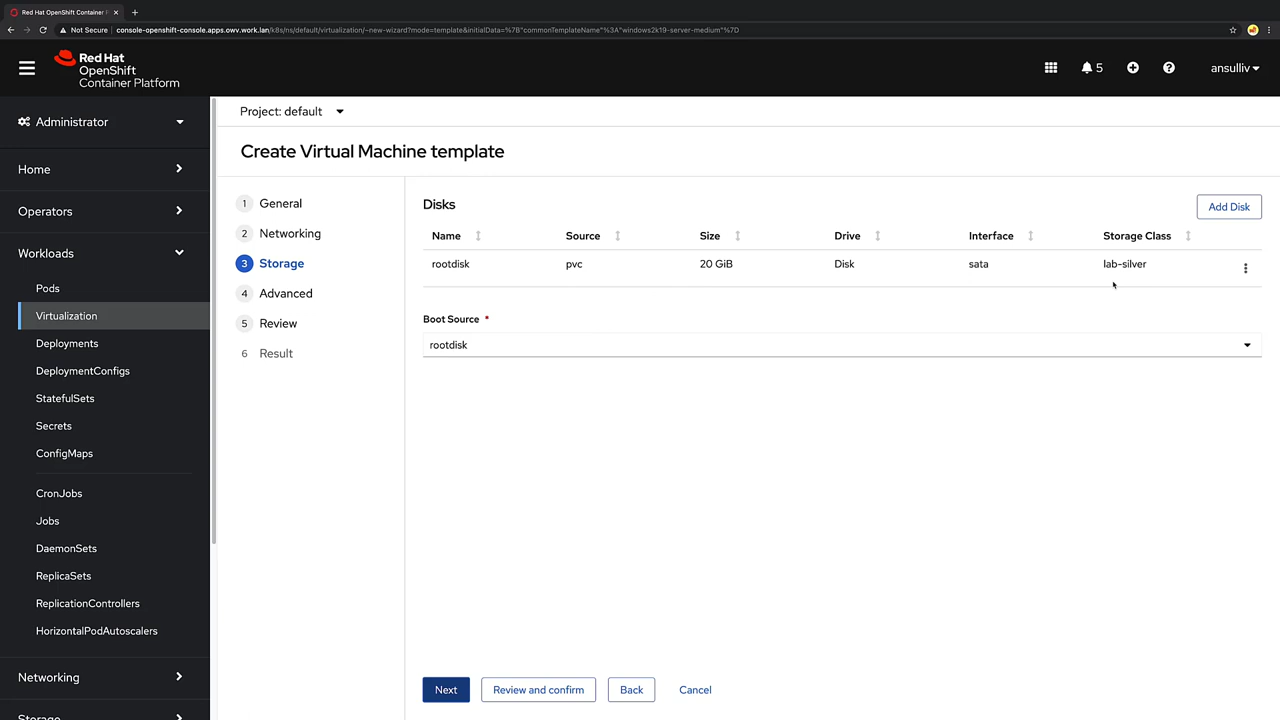 Red Hat OpenShift Container
Not Secure console-openshift-console.apps.owv.work.lan/k8s/ns/default/virtualization/~new-wizard?mode=template&initialData=%7B"commonTemplateName"%3A"windows2k19-server-medium"%7D
Red Hat
OpenShift
Container Platform
5
ansulliv
Administrator
Home
Operators
Workloads
Pods
Virtualization
Deployments
DeploymentConfigs
StatefulSets
Secrets
ConfigMaps
CronJobs
Jobs
DaemonSets
ReplicaSets
ReplicationControllers
HorizontalPodAutoscalers
Networking
Storage
Project: default
Create Virtual Machine template
1 General
2 Networking
3 Storage
4 Advanced
5 Review
6 Result
Disks
Add Disk
Name Source Size Drive Interface Storage Class
rootdisk pvc 20 GiB Disk sata lab-silver
Boot Source *
rootdisk
Next Review and confirm Back Cancel